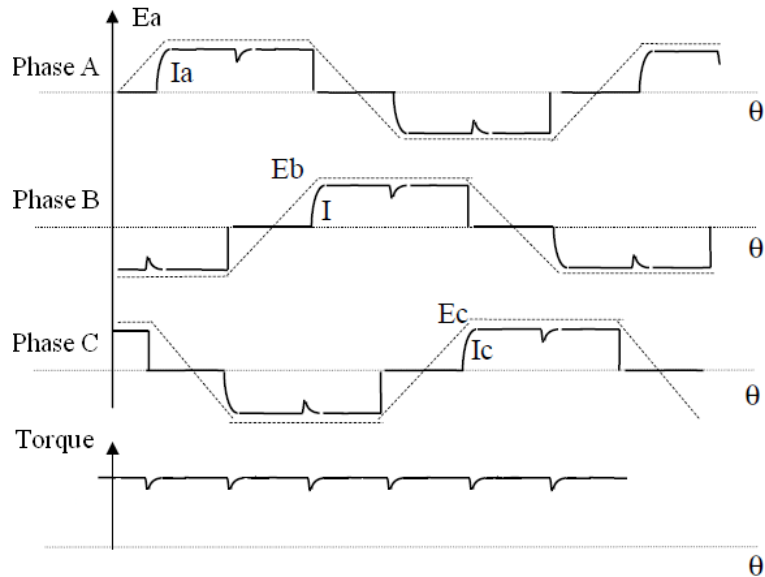 Ea
Phase A
Ia
θ
Eb
Phase B
I
θ
Ec
Phase C
Ic
θ
Torque
θ